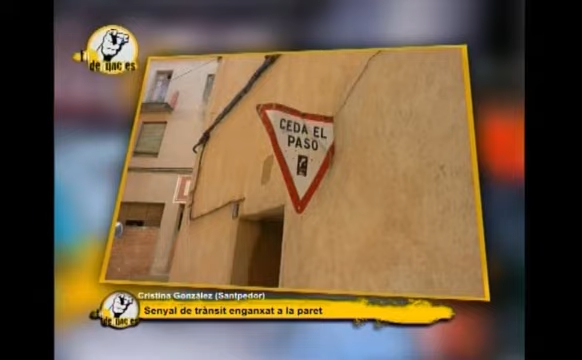 CEDA EL
PASO
Cristina González (Santpedor)
Senyal de trànsit enganxat a la paret